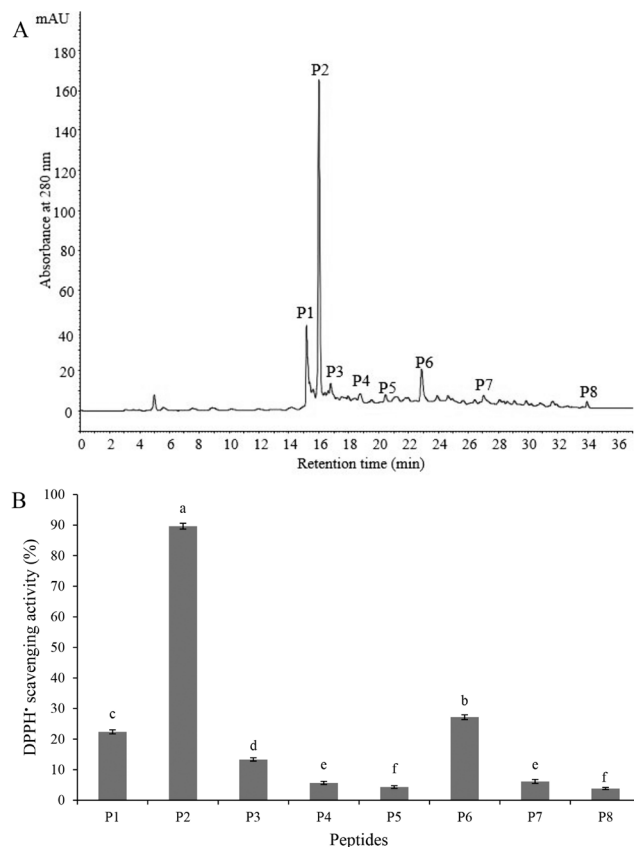 A
mAU
180
160
140
120
100
80
60
40
20
0
Absorbance at 280 nm
P1
P2
P3
P4
P5
P6
P7
P8
0 2 4 6 8 10 12 14 16 18 20 22 24 26 28 30 32 34 36
Retention time (min)
B
100
90
80
70
60
50
40
30
20
10
0
DPPH• scavenging activity (%)
c
a
d
e
f
b
e
f
P1 P2 P3 P4 P5 P6 P7 P8
Peptides